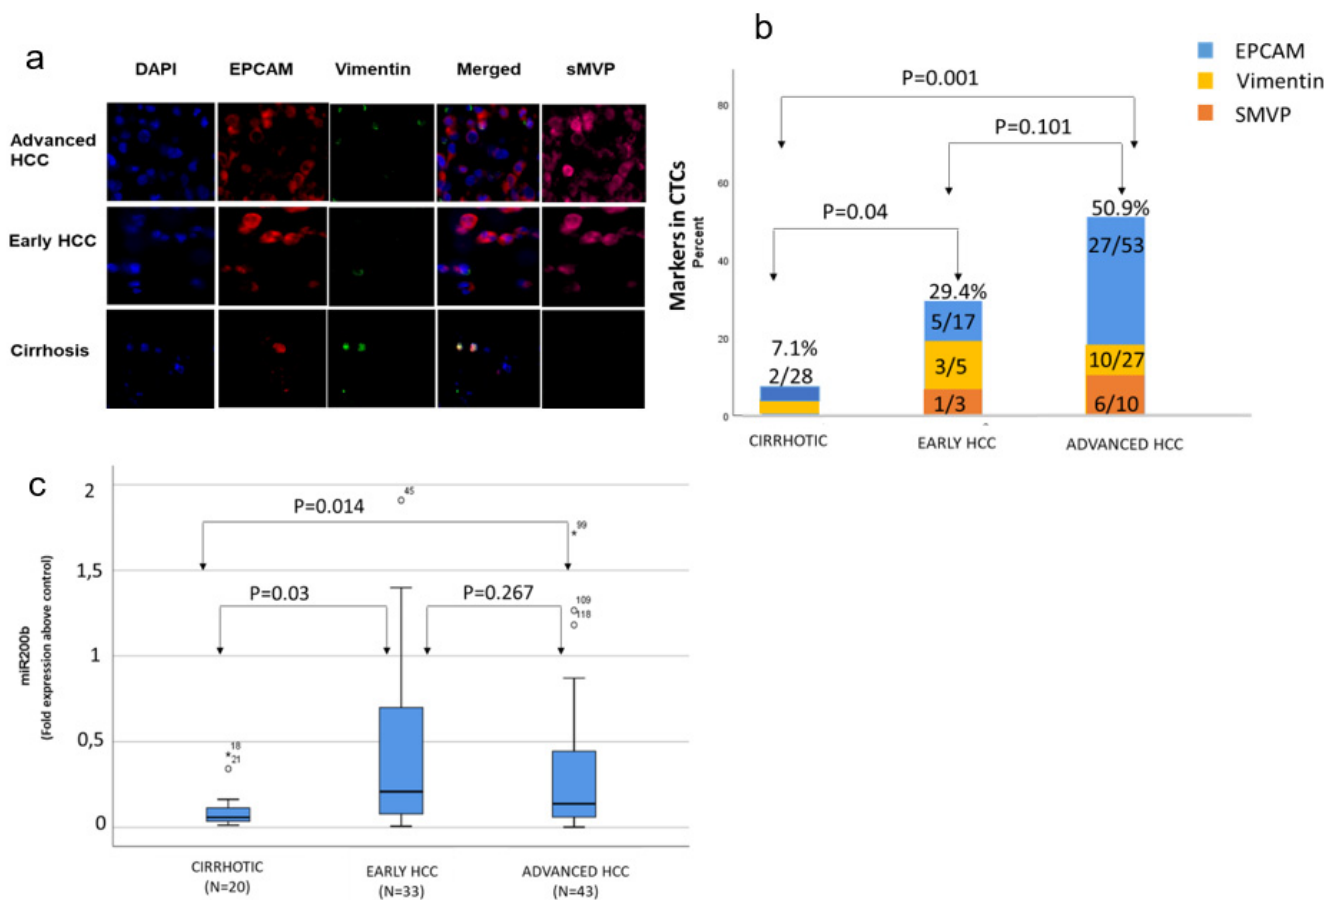 a
DAPI EPCAM Vimentin Merged sMVP
Advanced
HCC
Early HCC
Cirrhosis
b
EPCAM
Vimentin
SMVP
Markers in CTCs
Percent
80
60
40
20
0
P=0.001
P=0.101
P=0.04
50.9%
27/53
10/27
6/10
29.4%
5/17
3/5
1/3
7.1%
2/28
CIRRHOTIC EARLY HCC ADVANCED HCC
c
miR200b
(Fold expression above control)
2
1,5
1
0,5
0
P=0.014
P=0.03
P=0.267
45
*99
109
118
*18
21
CIRRHOTIC EARLY HCC ADVANCED HCC
(N=20) (N=33) (N=43)